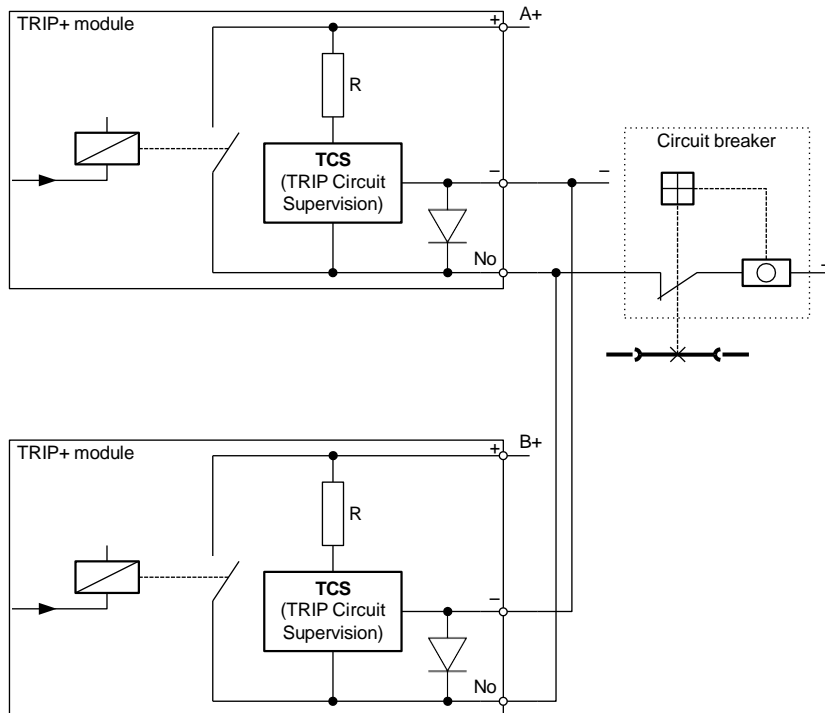 TRIP+ module
+
A+
R
TCS
(TRIP Circuit
Supervision)
–
–
No
Circuit breaker
–
TRIP+ module
+
B+
R
TCS
(TRIP Circuit
Supervision)
–
No